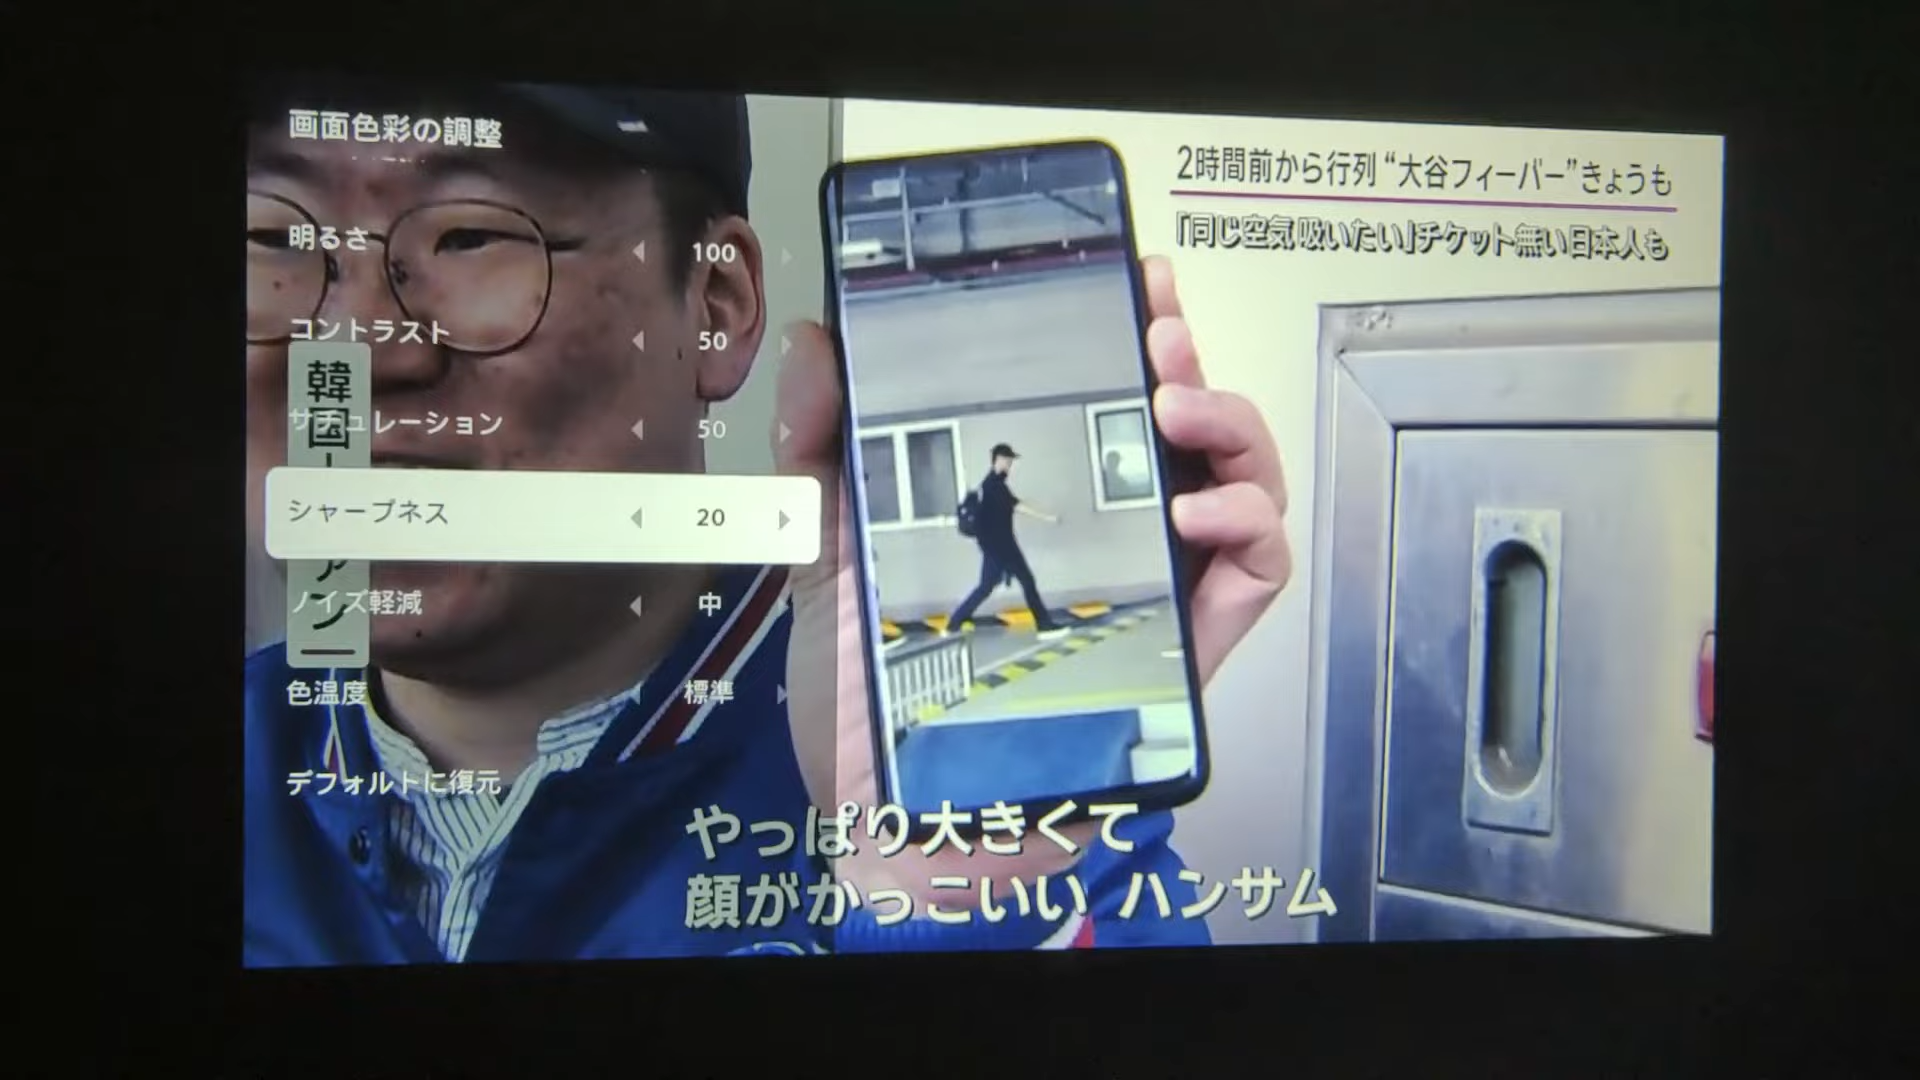 画面色彩の調整
明るさ 100
コントラスト 50
サチュレーション 50
シャープネス 20
ノイズ軽減 中
色温度 標準
デフォルトに復元
2時間前から行列“大谷フィーバー”きょうも
「同じ空気吸いたい」チケット無い日本人も
韓国
やっぱり大きくて
顔がかっこいい ハンサム